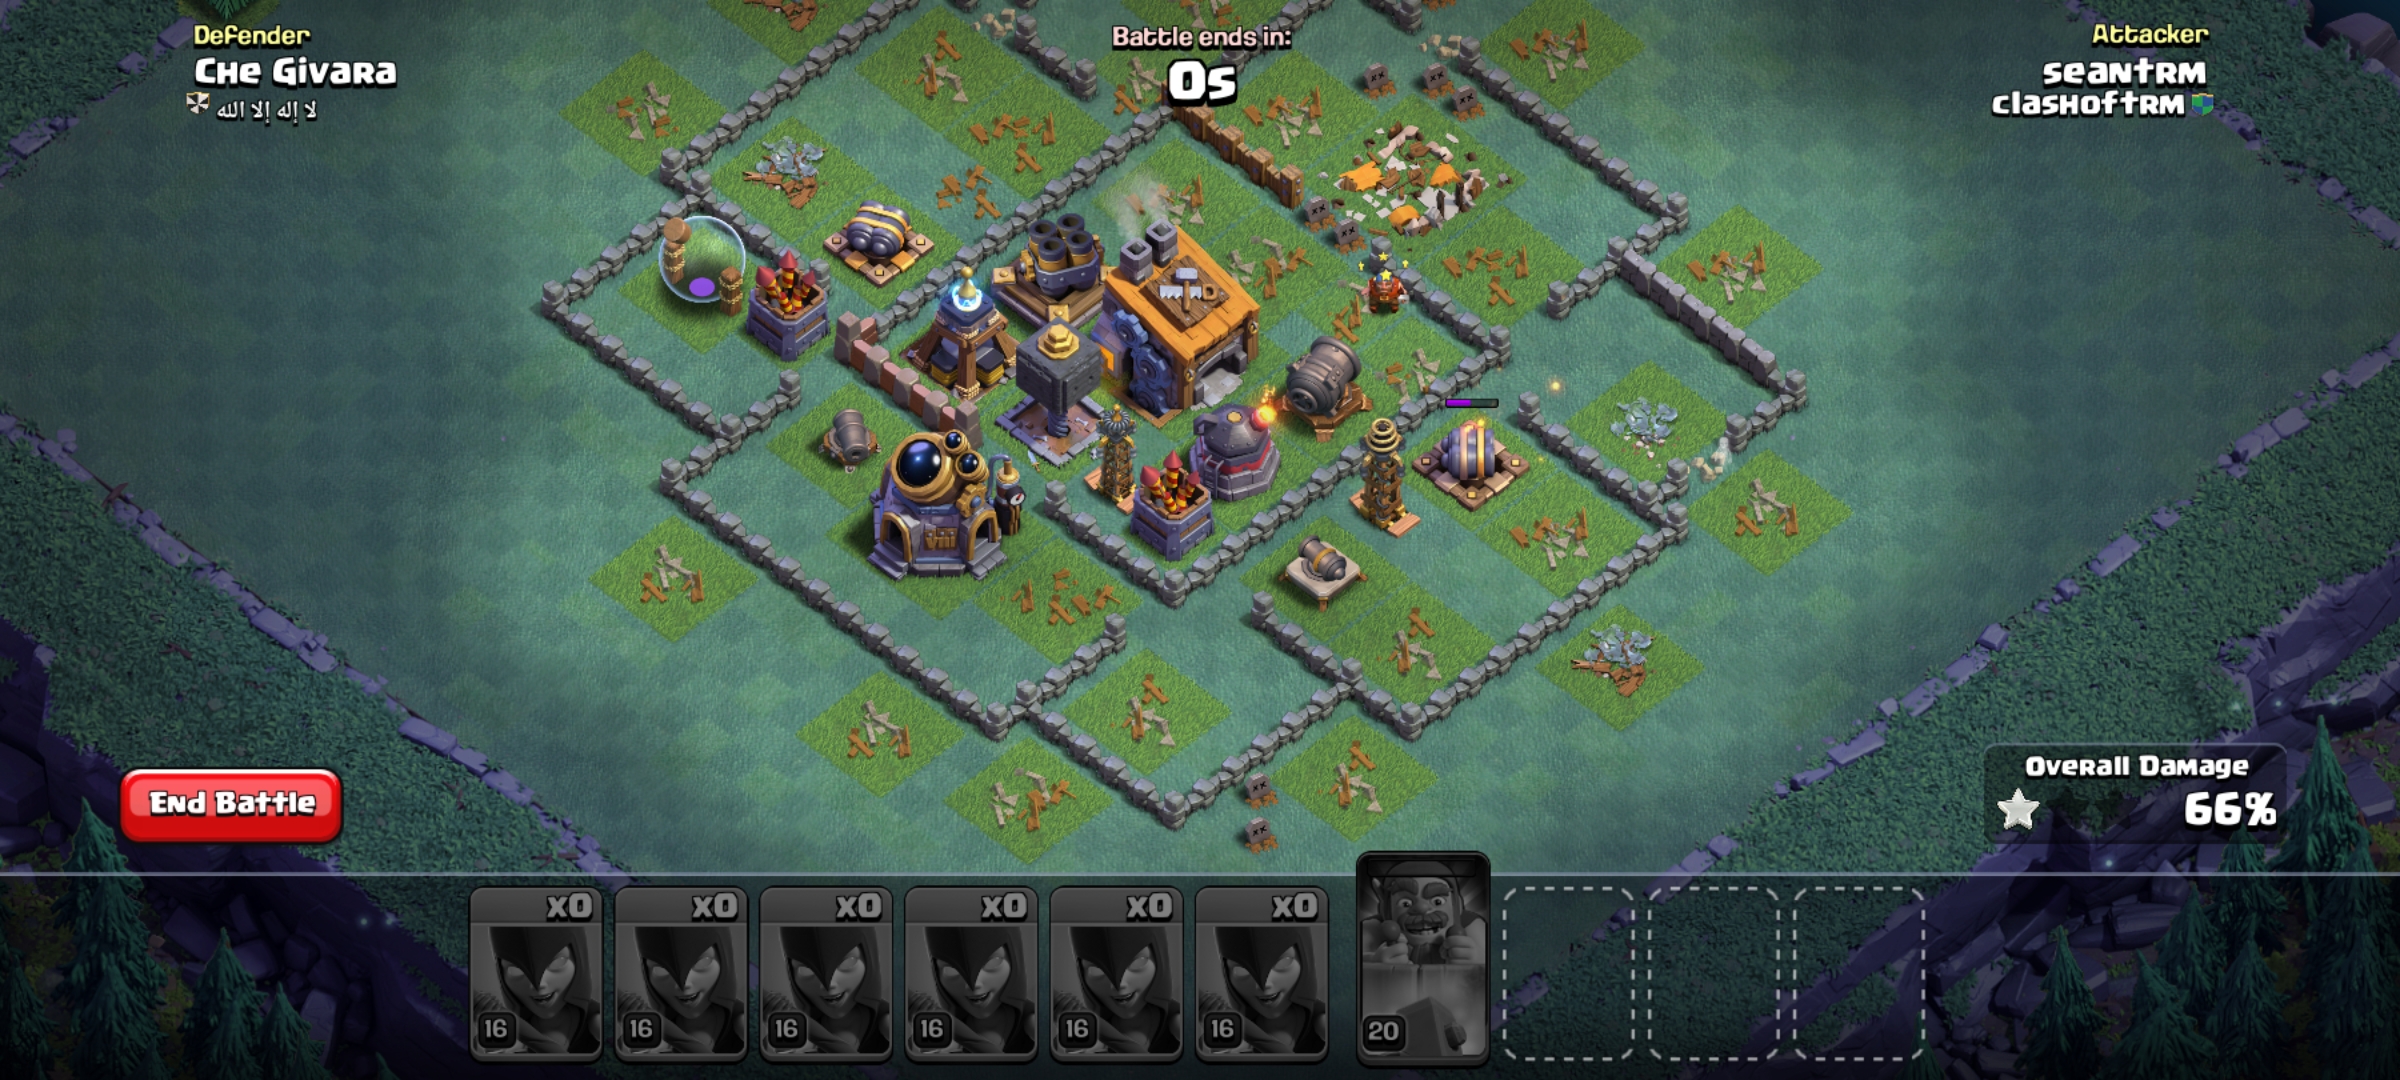 Defender
Che Givara
لا إله إلا الله
Battle ends in:
0s
Attacker
seantRM
clashoftRM
End Battle
Overall Damage
66%
x0
x0
x0
x0
x0
x0
16
16
16
16
16
16
20
VIII